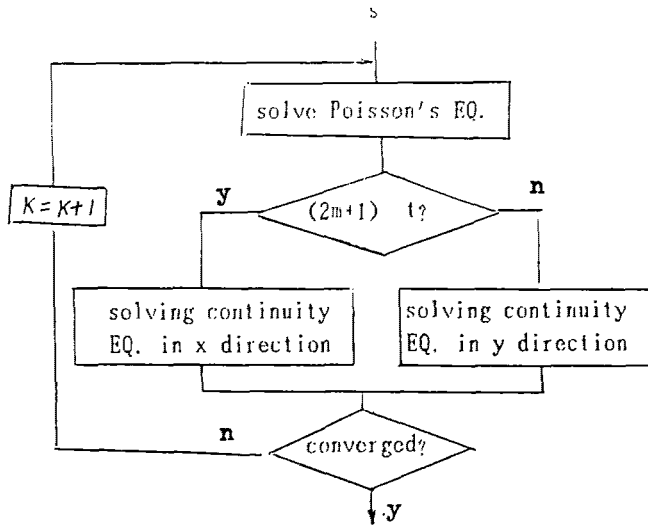 s
solve Poisson's EQ.
y
n
(2m+1) t?
K=K+1
solving continuity
EQ. in x direction
solving continuity
EQ. in y direction
n
converged?
y